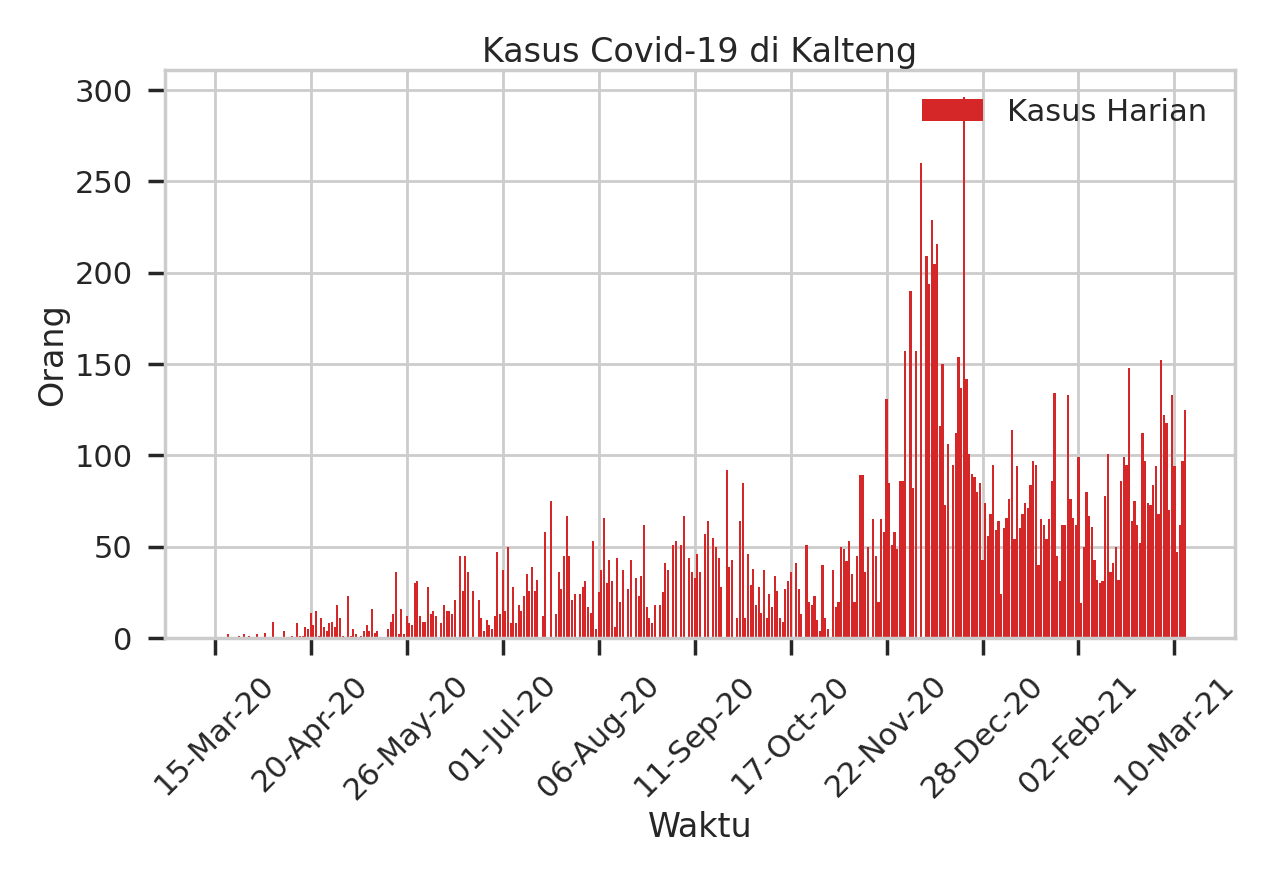 Kasus Covid-19 di Kalteng
300
250
200
150
100
50
0
Orang
Kasus Harian
15-Mar-20
20-Apr-20
26-May-20
01-Jul-20
06-Aug-20
11-Sep-20
17-Oct-20
22-Nov-20
28-Dec-20
02-Feb-21
10-Mar-21
Waktu